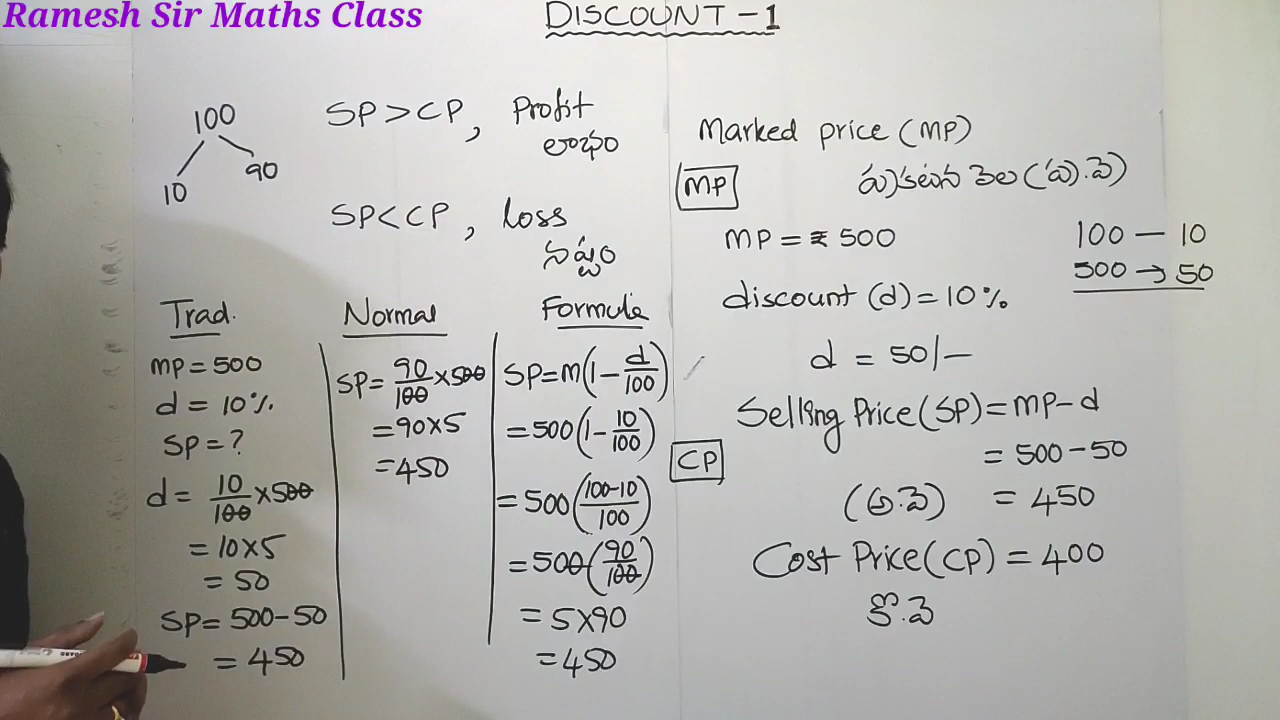 Ramesh Sir Maths Class
DISCOUNT-1
100
10 90
SP>CP, Profit
లాభం
SP<CP, Loss
నష్టం
Marked price (MP)
MP
ప్రకటన వెల (ప్ర.వె)
MP = ₹ 500
100 — 10
500 → 50
discount (d) = 10%
d = 50/—
Selling Price (SP) = MP-d
= 500-50
(అ.వె) = 450
CP
Cost Price (CP) = 400
కొ.వె
Trad.
MP = 500
d = 10%
SP = ?
d = 10/100 × 500
= 10×5
= 50
SP = 500-50
= 450
Normal
SP = 90/100 × 500
= 90×5
= 450
Formula
SP = M(1 - d/100)
= 500(1 - 10/100)
= 500(100-10/100)
= 500(90/100)
= 5×90
= 450